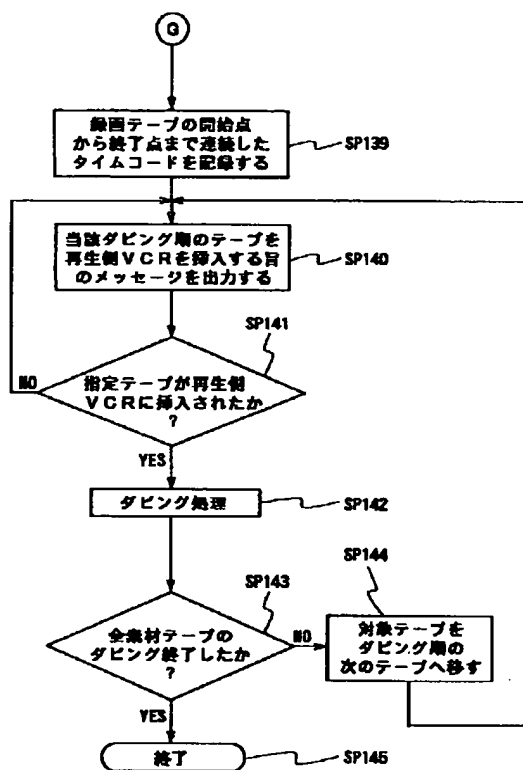 G
録画テープの開始点
から終了点まで連続した
タイムコードを記録する
SP139
当該ダビング順のテープを
再生側VCRを挿入する旨
のメッセージを出力する
SP140
SP141
指定テープが再生側
VCRに挿入されたか
?
NO
YES
ダビング処理
SP142
SP143
全素材テープの
ダビング終了したか
?
NO
SP144
対象テープを
ダビング順の
次のテープへ移す
YES
終了
SP145